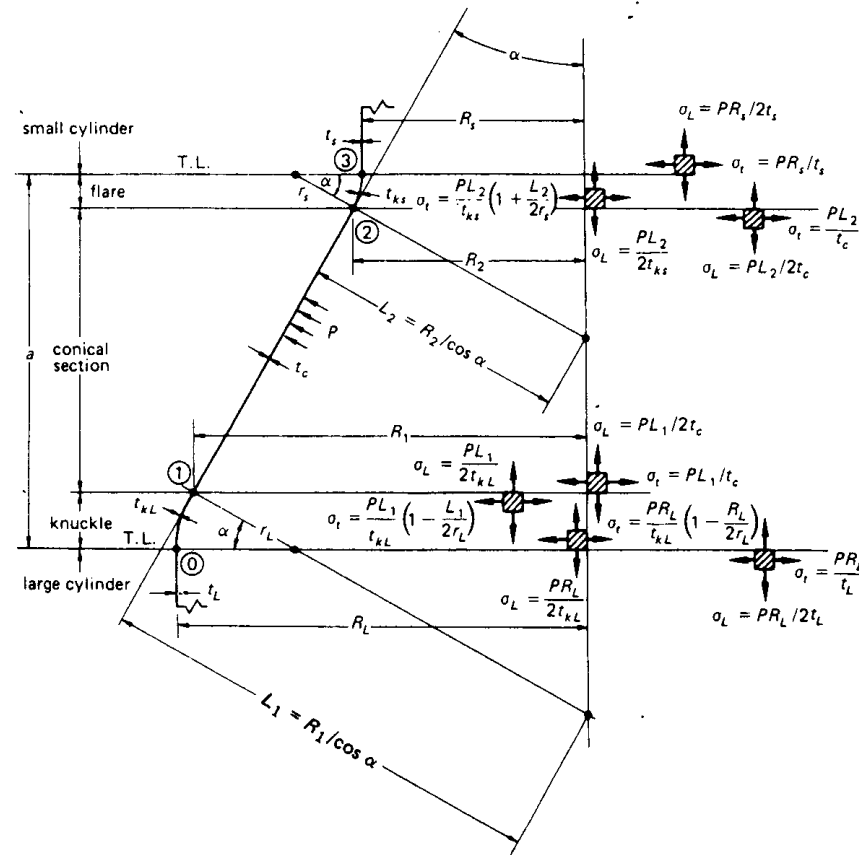 α
σ_L = PR_s/2t_s
small cylinder
t_s
R_s
T.L.
③
σ_t = PR_s/t_s
flare
r_s
α
t_ks
σ_t = PL_2/t_ks (1 + L_2/2r_s)
②
σ_t = PL_2/t_c
R_2
σ_L = PL_2/2t_ks
σ_L = PL_2/2t_c
L_2 = R_2/cos α
P
a
conical
section
t_c
R_1
σ_L = PL_1/2t_c
σ_L = PL_1/2t_kL
①
σ_t = PL_1/t_c
knuckle
t_kL
α
r_L
σ_t = PL_1/t_kL (1 − L_1/2r_L)
σ_t = PR_L/t_kL (1 − R_L/2r_L)
T.L.
⓪
large cylinder
t_L
σ_L = PR_L/2t_kL
σ_t = PR_L/t_L
R_L
σ_L = PR_L/2t_L
L_1 = R_1/cos α